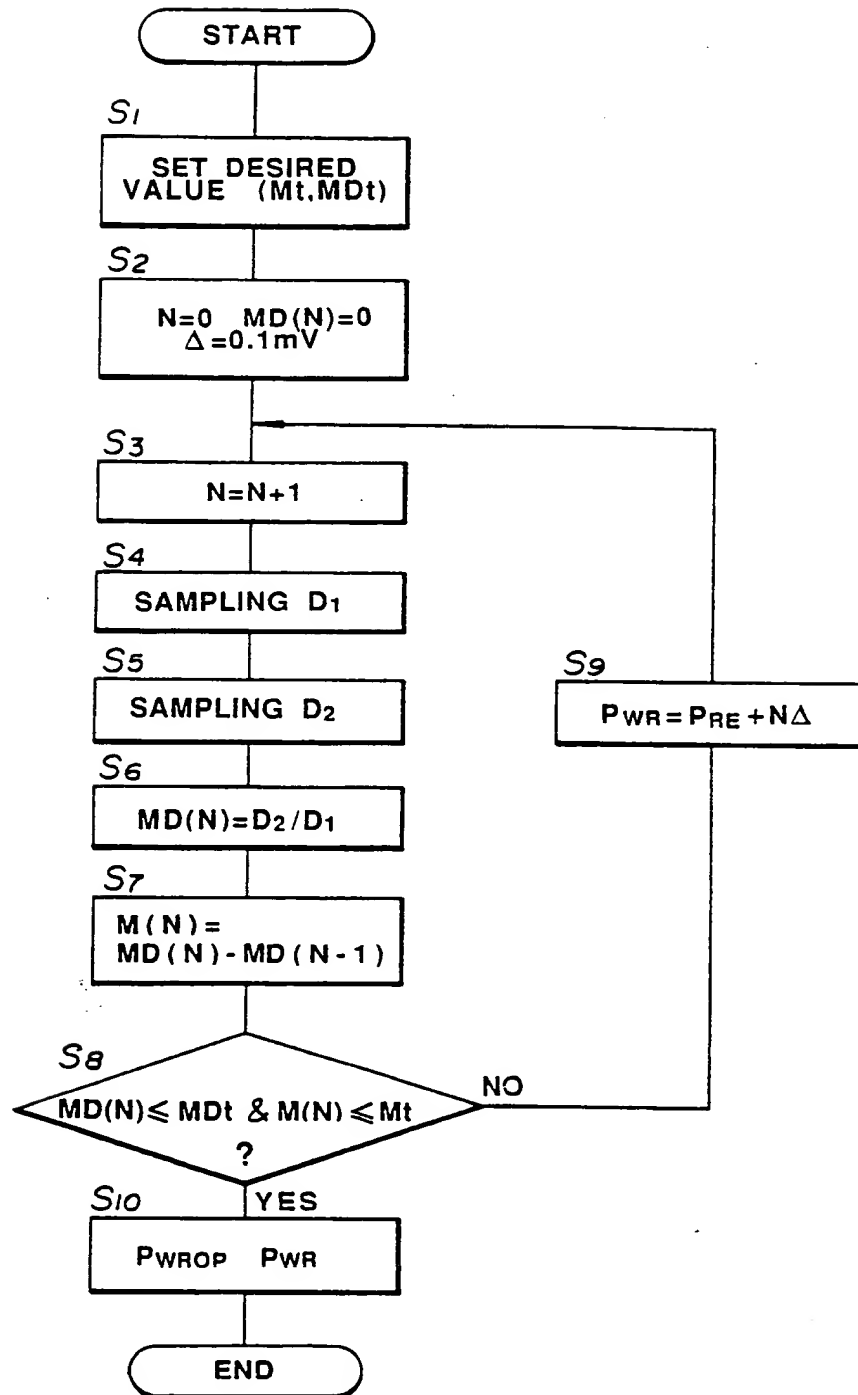 START
S1
SET DESIRED
VALUE (Mt,MDt)
S2
N=0 MD(N)=0
Δ=0.1mV
S3
N=N+1
S4
SAMPLING D1
S5
SAMPLING D2
S6
MD(N)=D2/D1
S7
M(N)=
MD(N)-MD(N-1)
S8
MD(N)≤MDt & M(N)≤Mt
?
NO
S9
PWR=PRE+NΔ
YES
S10
PWROP PWR
END